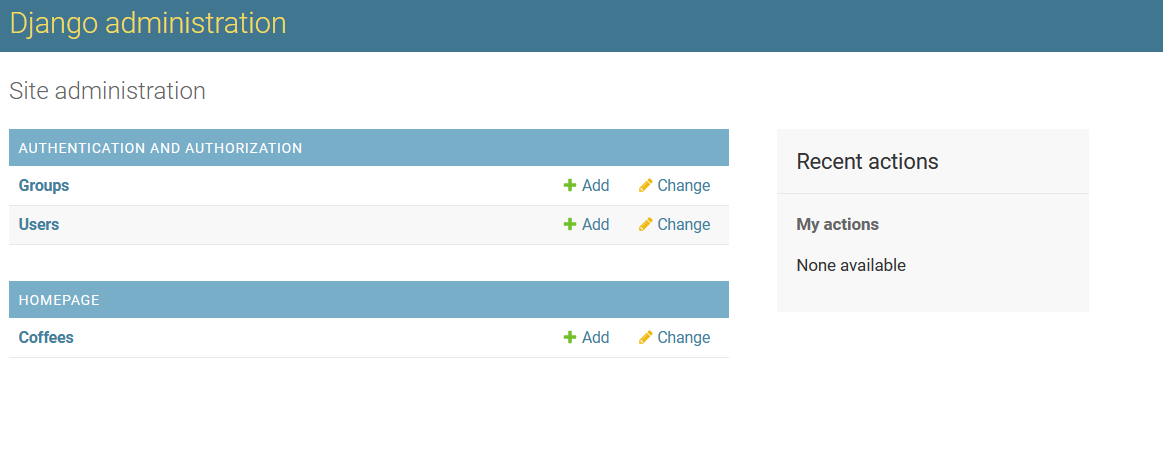 Django administration
Site administration
AUTHENTICATION AND AUTHORIZATION
Groups Add Change
Users Add Change
HOMEPAGE
Coffees Add Change
Recent actions
My actions
None available